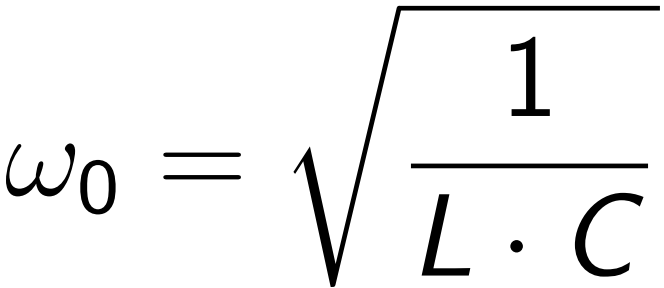 ω₀ = √(1 / (L · C))